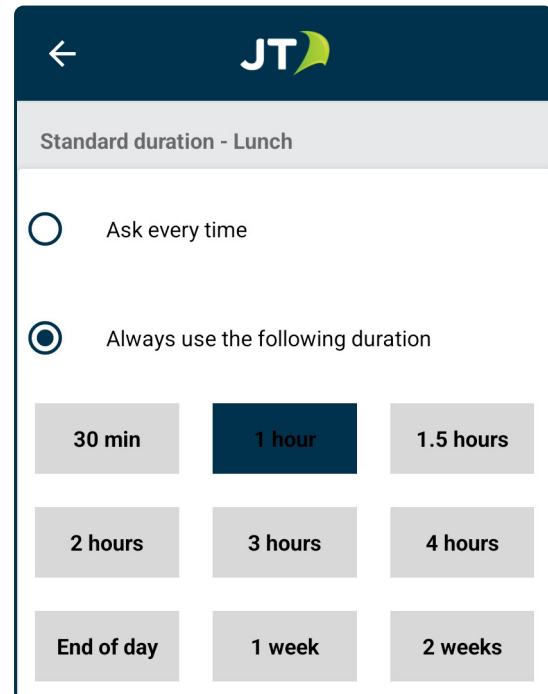 JT
Standard duration - Lunch
Ask every time
Always use the following duration
30 min 1 hour 1.5 hours
2 hours 3 hours 4 hours
End of day 1 week 2 weeks